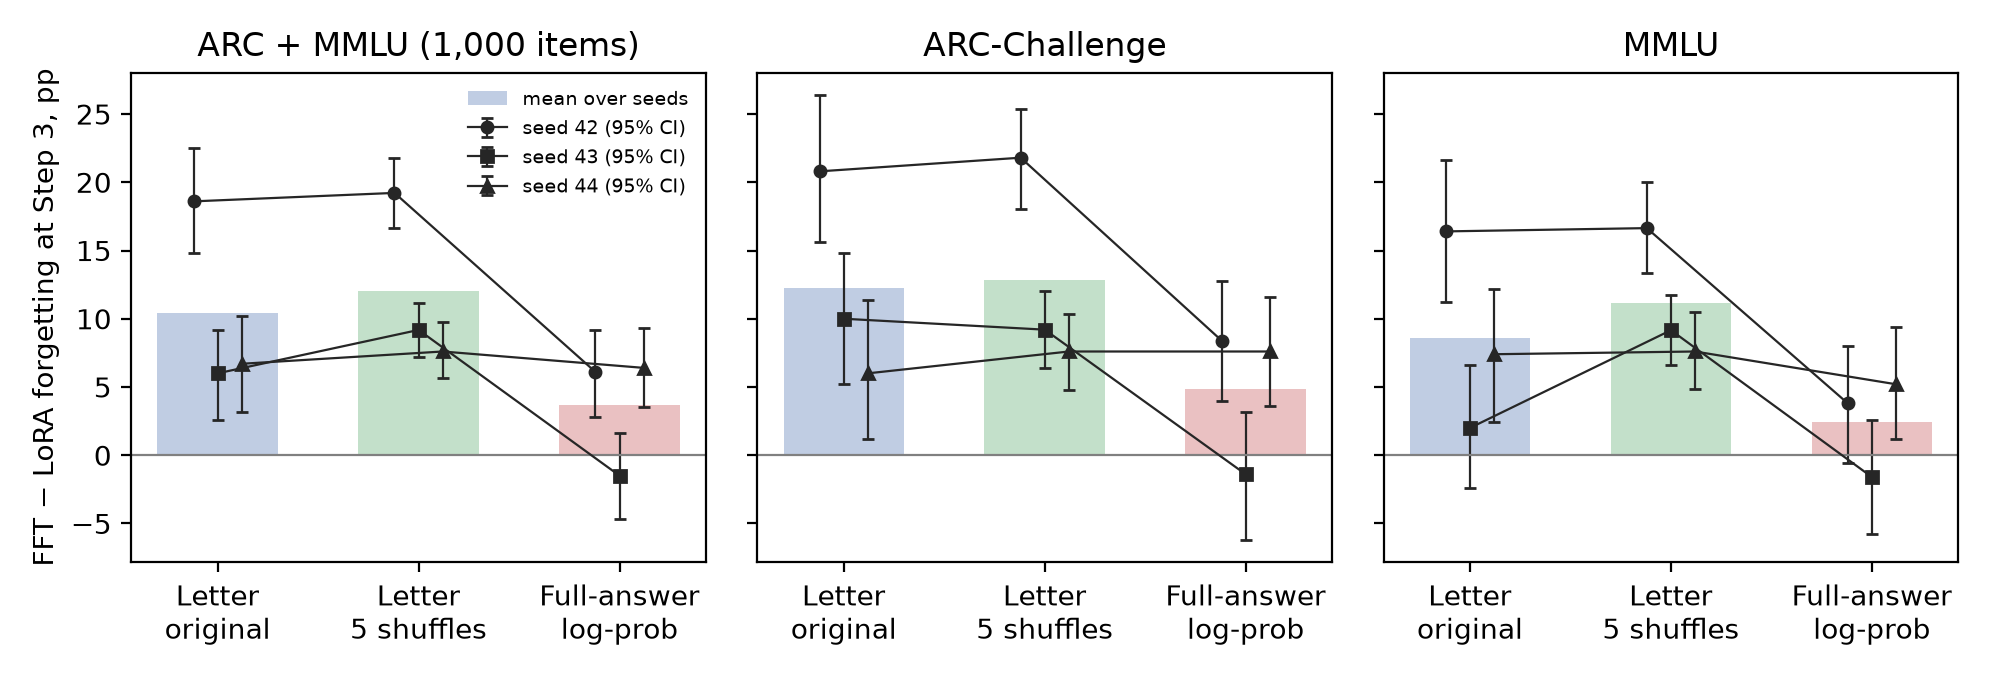 ARC + MMLU (1,000 items)
ARC-Challenge
MMLU
FFT − LoRA forgetting at Step 3, pp
25
20
15
10
5
0
−5
mean over seeds
seed 42 (95% CI)
seed 43 (95% CI)
seed 44 (95% CI)
Letter
original
Letter
5 shuffles
Full-answer
log-prob
Letter
original
Letter
5 shuffles
Full-answer
log-prob
Letter
original
Letter
5 shuffles
Full-answer
log-prob